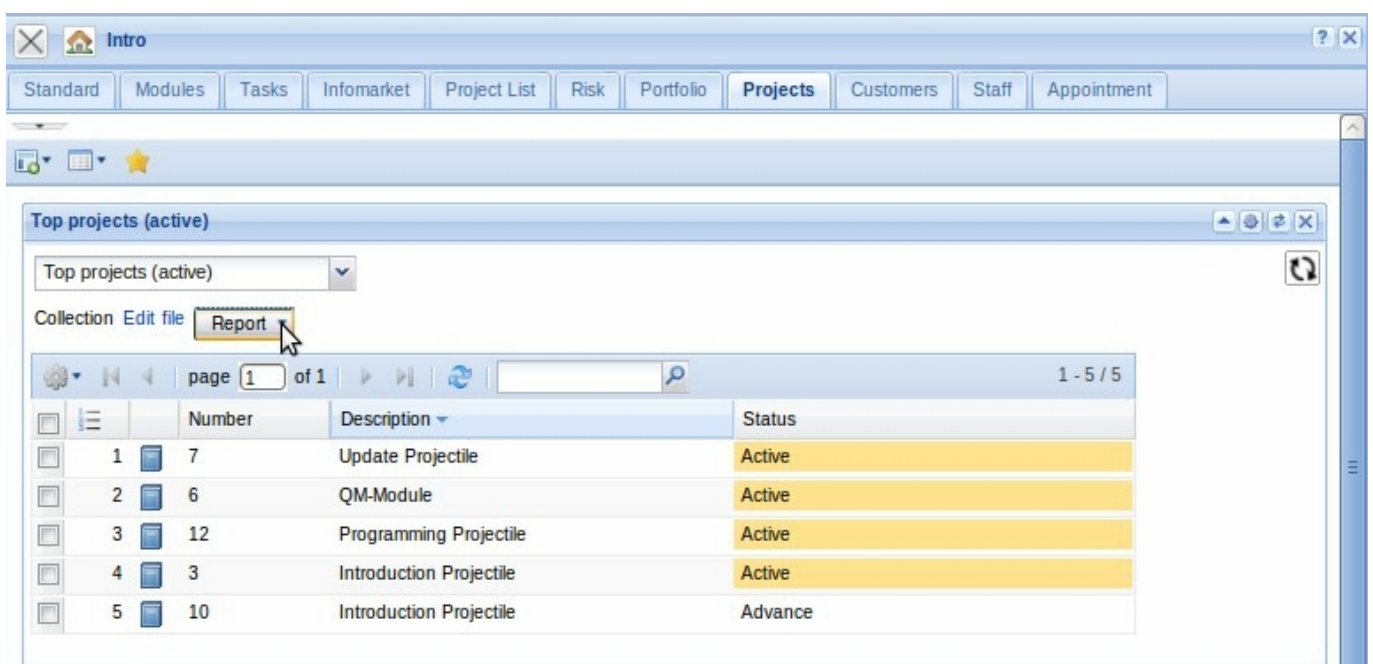 Intro ?
Standard Modules Tasks Infomarket Project List Risk Portfolio Projects Customers Staff Appointment
Top projects (active)
Top projects (active)
Collection Edit file Report
page 1 of 1 1 - 5 / 5
Number Description Status
1 7 Update Projectile Active
2 6 QM-Module Active
3 12 Programming Projectile Active
4 3 Introduction Projectile Active
5 10 Introduction Projectile Advance